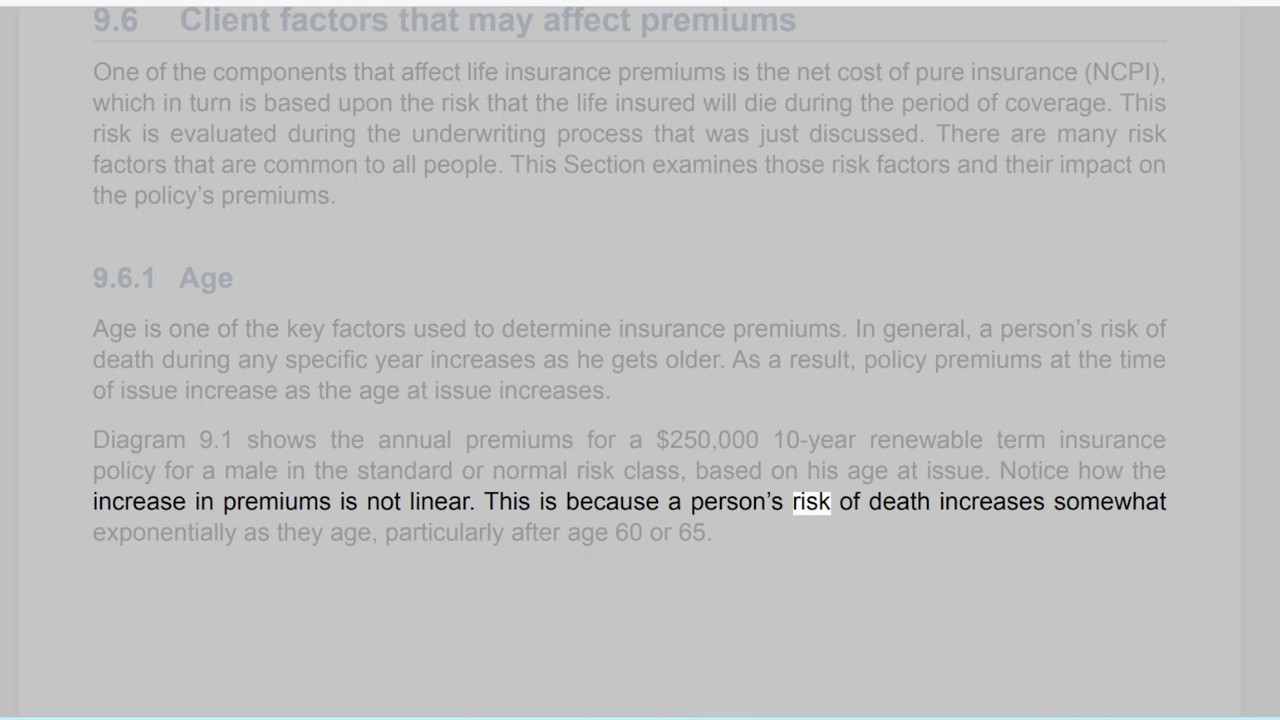 9.6 Client factors that may affect premiums
One of the components that affect life insurance premiums is the net cost of pure insurance (NCPI),
which in turn is based upon the risk that the life insured will die during the period of coverage. This
risk is evaluated during the underwriting process that was just discussed. There are many risk
factors that are common to all people. This Section examines those risk factors and their impact on
the policy’s premiums.
9.6.1 Age
Age is one of the key factors used to determine insurance premiums. In general, a person’s risk of
death during any specific year increases as he gets older. As a result, policy premiums at the time
of issue increase as the age at issue increases.
Diagram 9.1 shows the annual premiums for a $250,000 10-year renewable term insurance
policy for a male in the standard or normal risk class, based on his age at issue. Notice how the
increase in premiums is not linear. This is because a person’s risk of death increases somewhat
exponentially as they age, particularly after age 60 or 65.